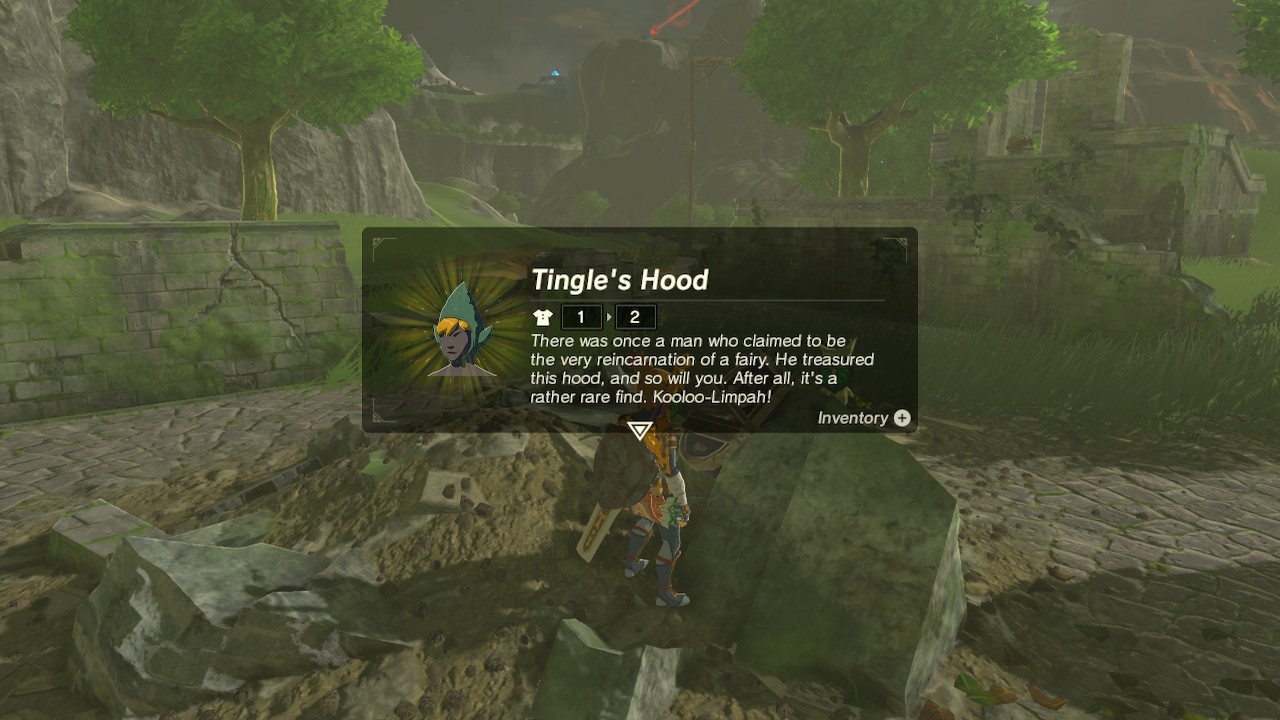 Tingle's Hood
1 2
There was once a man who claimed to be
the very reincarnation of a fairy. He treasured
this hood, and so will you. After all, it's a
rather rare find. Kooloo-Limpah!
Inventory